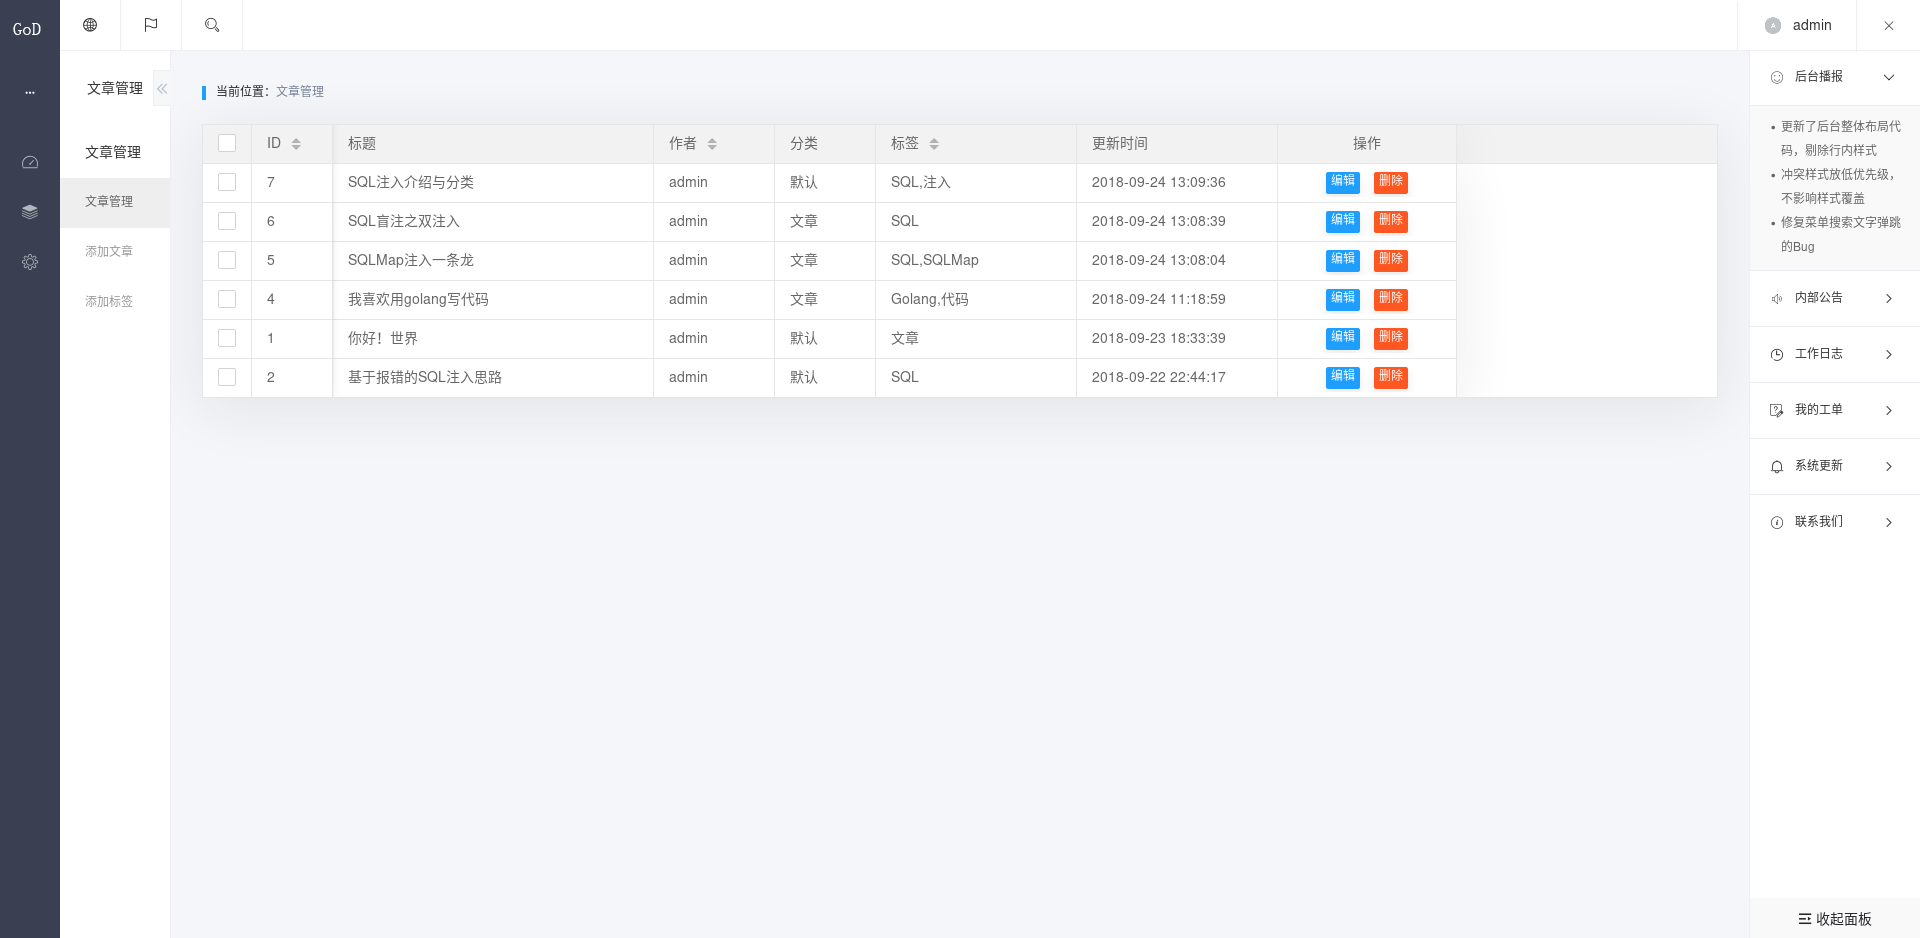 GoD
admin
文章管理
文章管理
文章管理
添加文章
添加标签
当前位置：文章管理
ID 标题 作者 分类 标签 更新时间 操作
7 SQL注入介绍与分类 admin 默认 SQL,注入 2018-09-24 13:09:36 编辑 删除
6 SQL盲注之双注入 admin 文章 SQL 2018-09-24 13:08:39 编辑 删除
5 SQLMap注入一条龙 admin 文章 SQL,SQLMap 2018-09-24 13:08:04 编辑 删除
4 我喜欢用golang写代码 admin 文章 Golang,代码 2018-09-24 11:18:59 编辑 删除
1 你好！世界 admin 默认 文章 2018-09-23 18:33:39 编辑 删除
2 基于报错的SQL注入思路 admin 默认 SQL 2018-09-22 22:44:17 编辑 删除
后台播报
更新了后台整体布局代
码，剔除行内样式
冲突样式放低优先级，
不影响样式覆盖
修复菜单搜索文字弹跳
的Bug
内部公告
工作日志
我的工单
系统更新
联系我们
收起面板